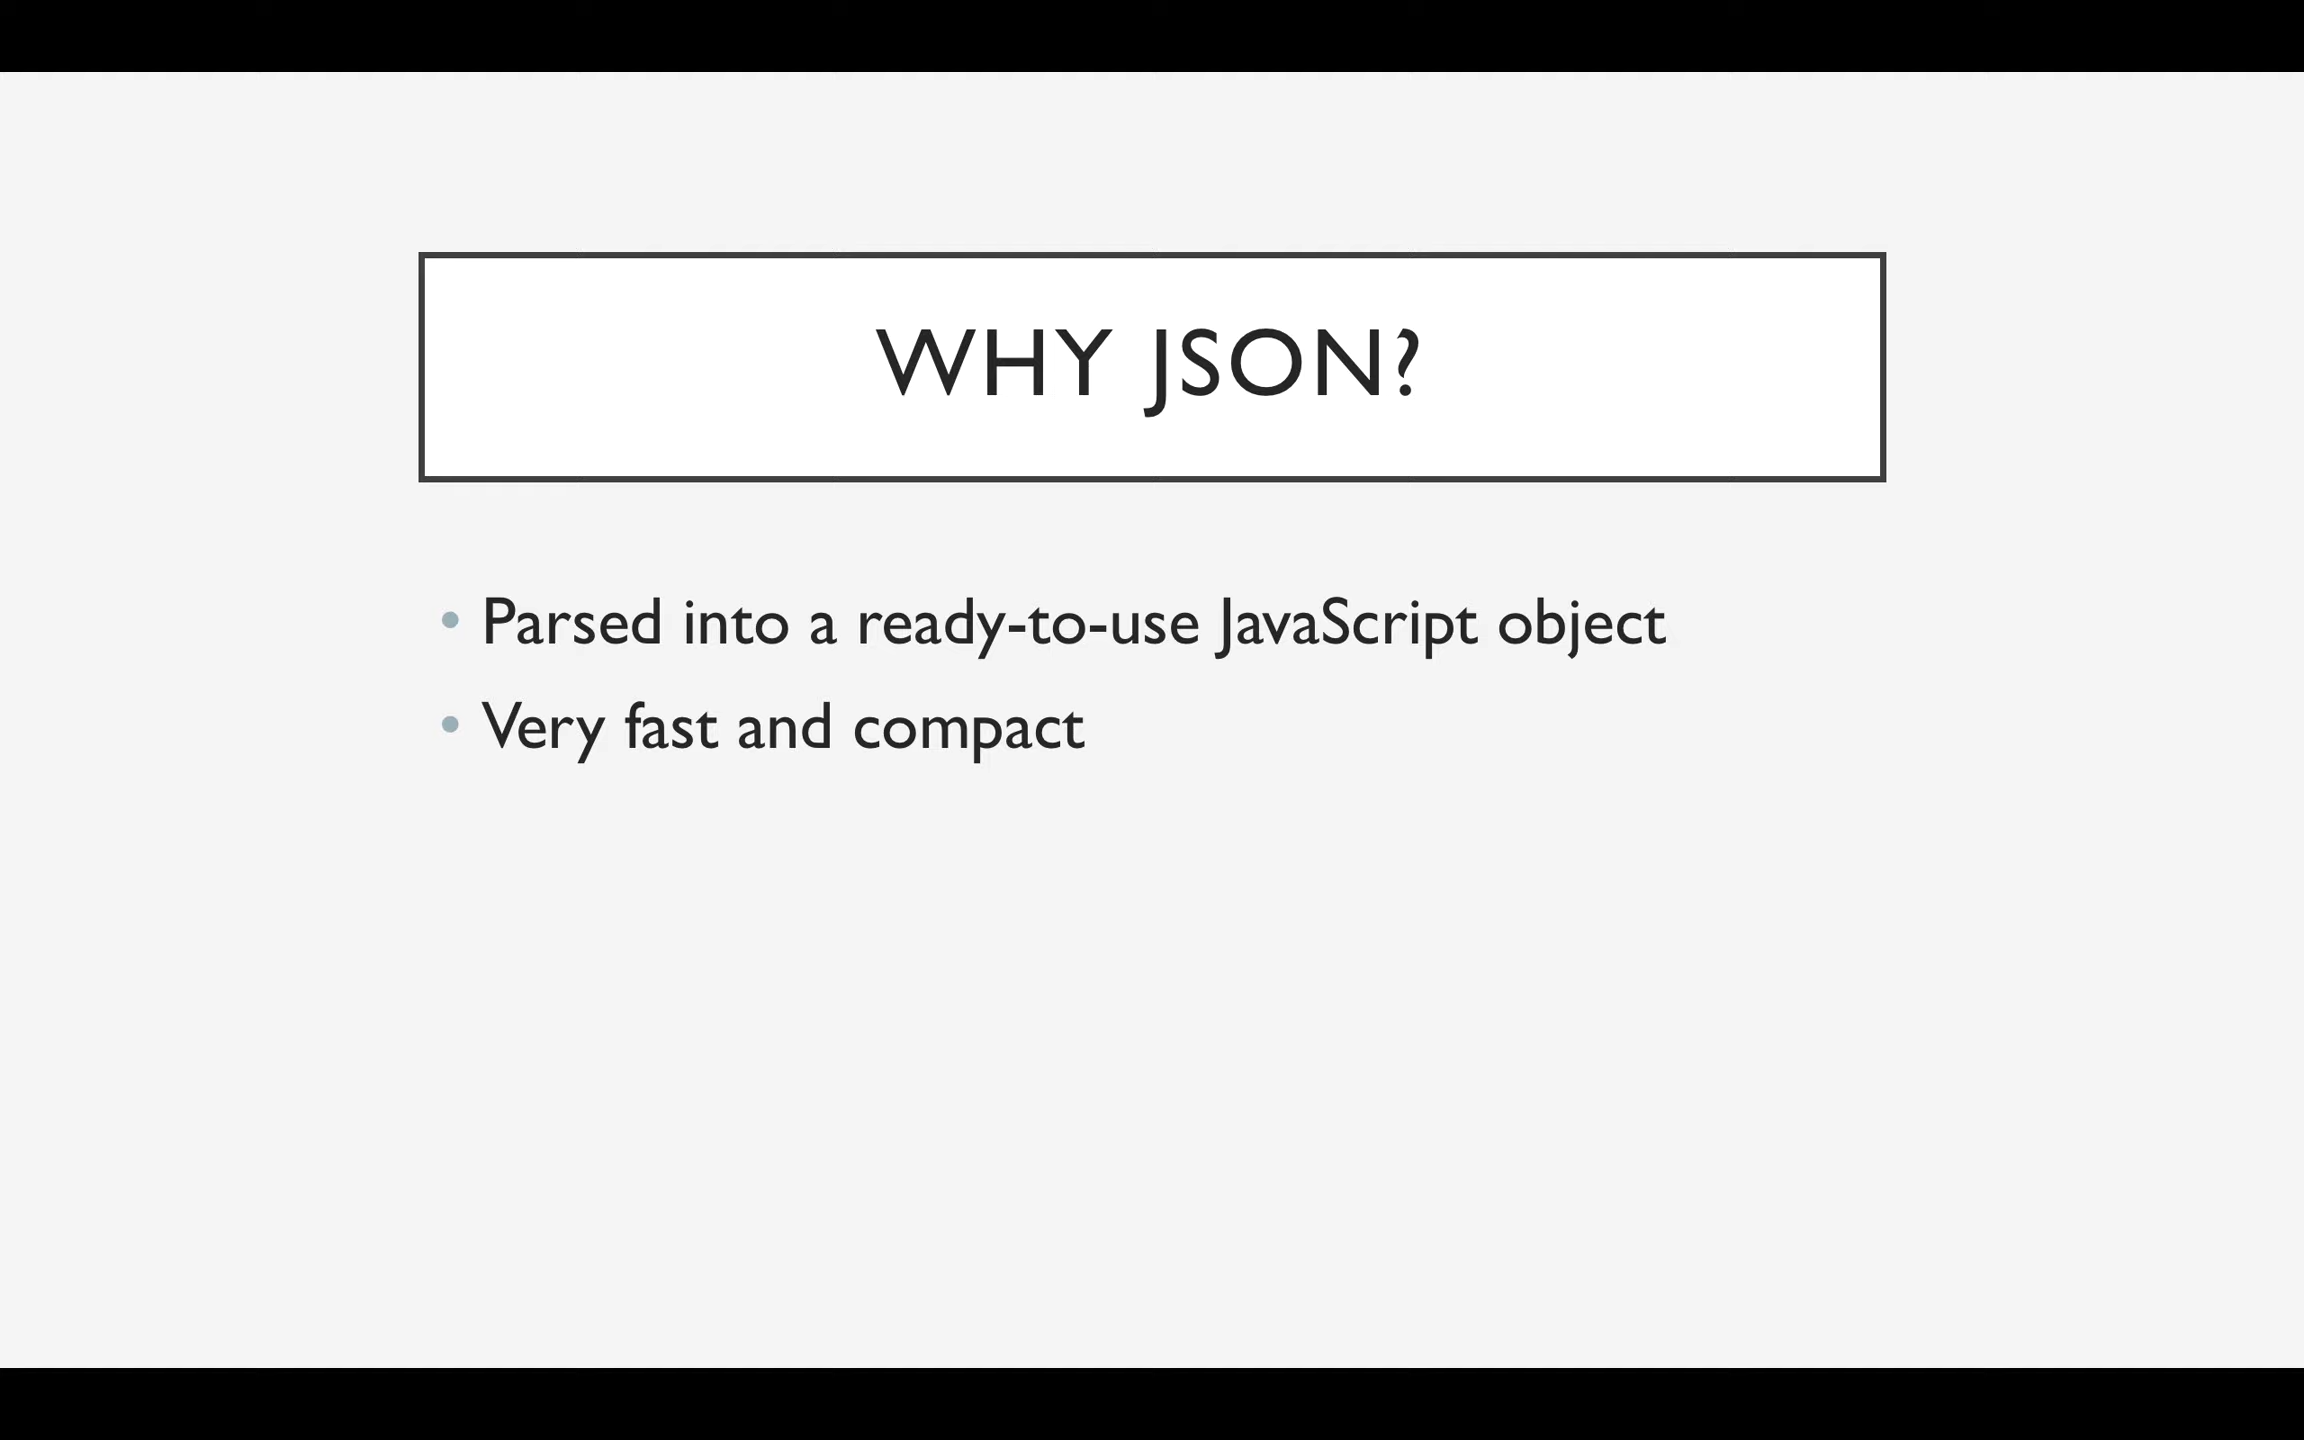 WHY JSON?
• Parsed into a ready-to-use JavaScript object
• Very fast and compact